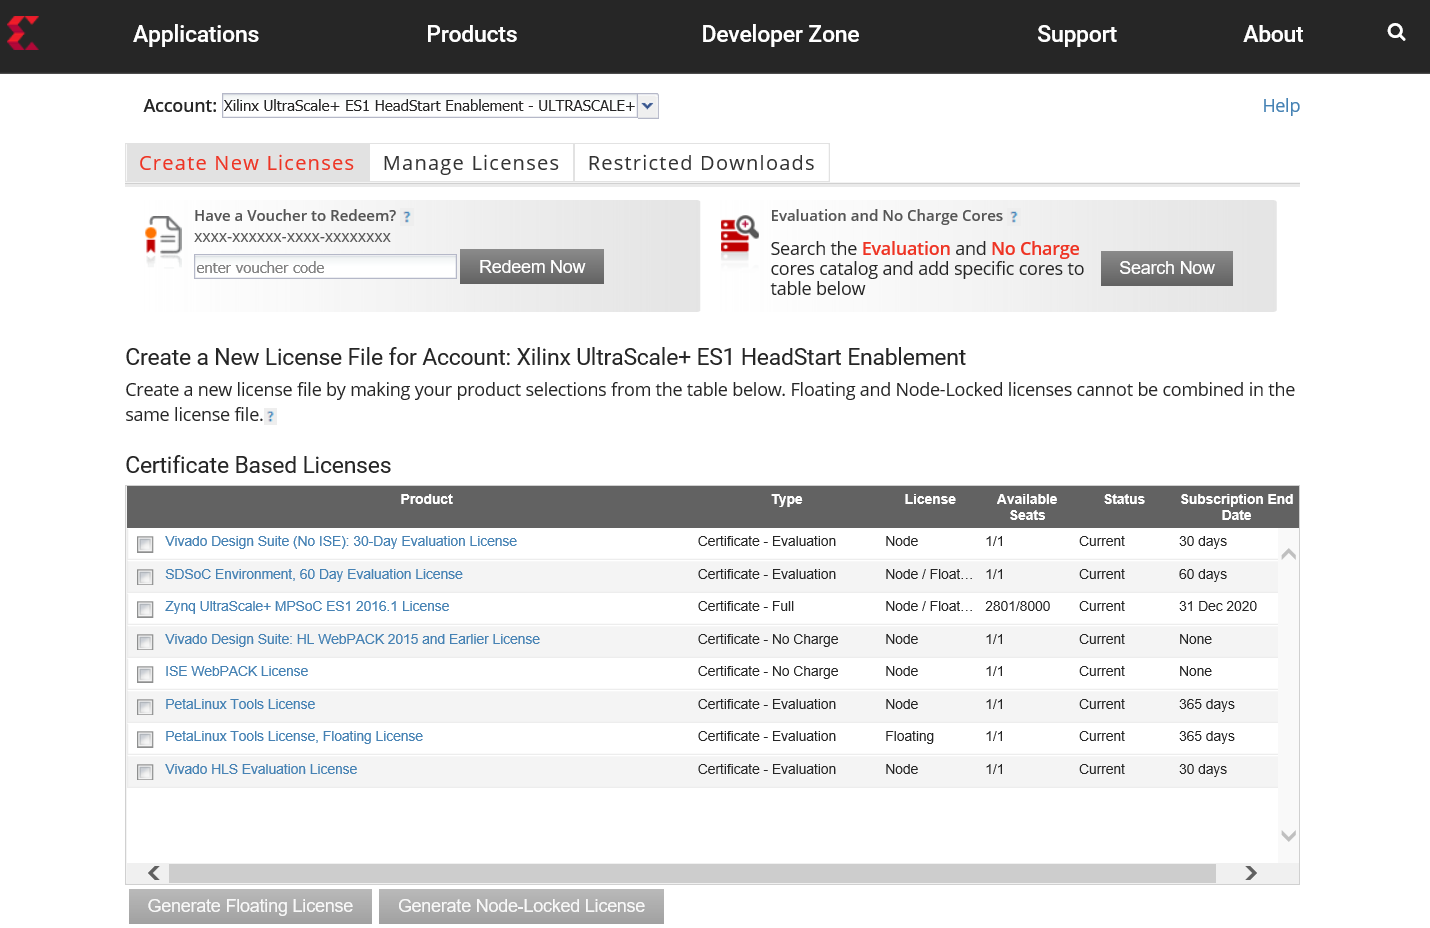 Applications Products Developer Zone Support About
Account: Xilinx UltraScale+ ES1 HeadStart Enablement - ULTRASCALE+ Help
Create New Licenses Manage Licenses Restricted Downloads
Have a Voucher to Redeem? ?
xxxx-xxxxxx-xxxx-xxxxxxxx
enter voucher code Redeem Now
Evaluation and No Charge Cores ?
Search the Evaluation and No Charge
cores catalog and add specific cores to
table below
Search Now
Create a New License File for Account: Xilinx UltraScale+ ES1 HeadStart Enablement
Create a new license file by making your product selections from the table below. Floating and Node-Locked licenses cannot be combined in the
same license file. ?
Certificate Based Licenses
Product Type License Available Seats Status Subscription End Date
Vivado Design Suite (No ISE): 30-Day Evaluation License Certificate - Evaluation Node 1/1 Current 30 days
SDSoC Environment, 60 Day Evaluation License Certificate - Evaluation Node / Float... 1/1 Current 60 days
Zynq UltraScale+ MPSoC ES1 2016.1 License Certificate - Full Node / Float... 2801/8000 Current 31 Dec 2020
Vivado Design Suite: HL WebPACK 2015 and Earlier License Certificate - No Charge Node 1/1 Current None
ISE WebPACK License Certificate - No Charge Node 1/1 Current None
PetaLinux Tools License Certificate - Evaluation Node 1/1 Current 365 days
PetaLinux Tools License, Floating License Certificate - Evaluation Floating 1/1 Current 365 days
Vivado HLS Evaluation License Certificate - Evaluation Node 1/1 Current 30 days
Generate Floating License Generate Node-Locked License